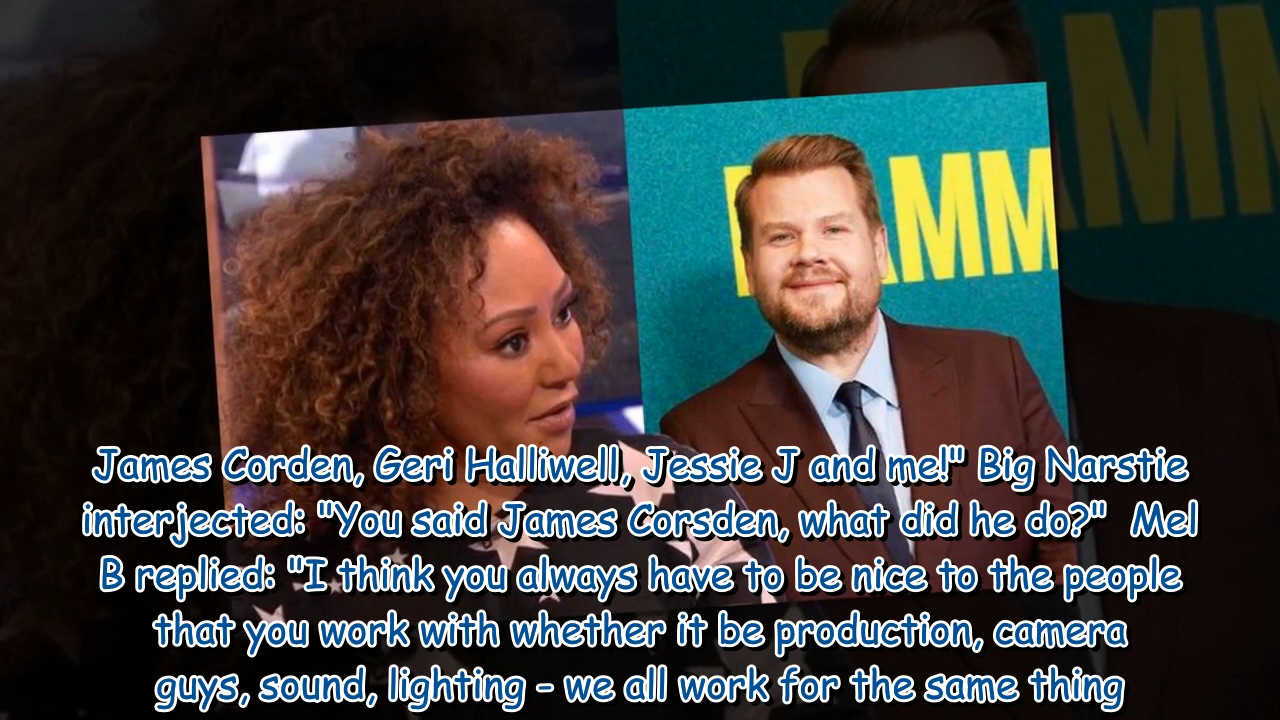 AMM
James Corden, Geri Halliwell, Jessie J and me!" Big Narstie
interjected: "You said James Corsden, what did he do?"  Mel
B replied: "I think you always have to be nice to the people
that you work with whether it be production, camera
guys, sound, lighting - we all work for the same thing